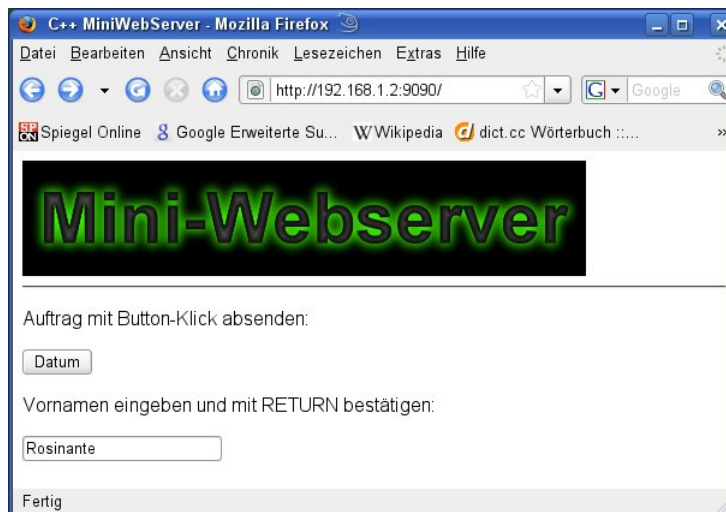 C++ MiniWebServer - Mozilla Firefox
Datei Bearbeiten Ansicht Chronik Lesezeichen Extras Hilfe
http://192.168.1.2:9090/ G Google
SP ON Spiegel Online g Google Erweiterte Su... W Wikipedia d dict.cc Wörterbuch ::... »
Mini-Webserver
Auftrag mit Button-Klick absenden:
Datum
Vornamen eingeben und mit RETURN bestätigen:
Rosinante
Fertig